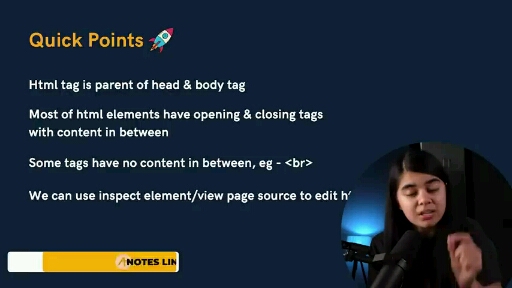 Quick Points
Html tag is parent of head & body tag
Most of html elements have opening & closing tags
with content in between
Some tags have no content in between, eg - <br>
We can use inspect element/view page source to edit
NOTES LIN